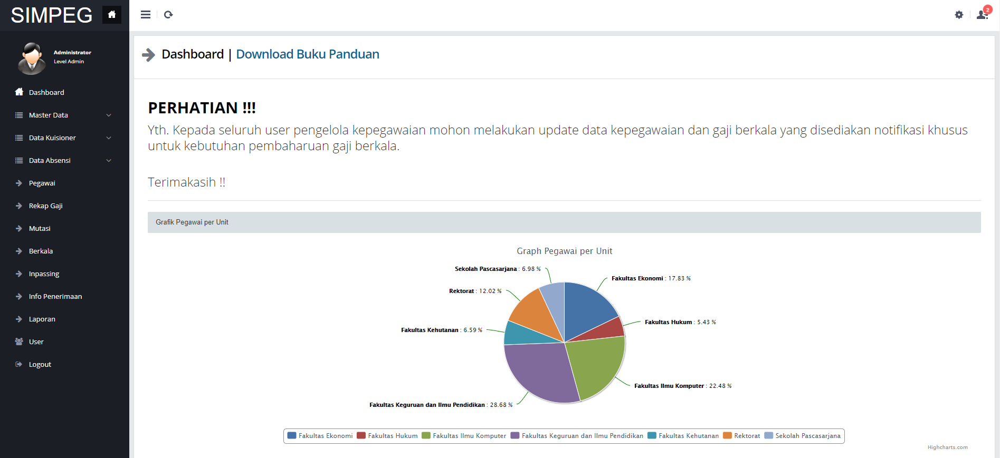 SIMPEG
2
Administrator
Level Admin
Dashboard
Master Data
Data Kuisioner
Data Absensi
Pegawai
Rekap Gaji
Mutasi
Berkala
Inpassing
Info Penerimaan
Laporan
User
Logout
Dashboard | Download Buku Panduan
PERHATIAN !!!
Yth. Kepada seluruh user pengelola kepegawaian mohon melakukan update data kepegawaian dan gaji berkala yang disediakan notifikasi khusus
untuk kebutuhan pembaharuan gaji berkala.
Terimakasih !!
Grafik Pegawai per Unit
Graph Pegawai per Unit
Sekolah Pascasarjana : 6.98 %
Fakultas Ekonomi : 17.83 %
Rektorat : 12.02 %
Fakultas Hukum : 5.43 %
Fakultas Kehutanan : 6.59 %
Fakultas Ilmu Komputer : 22.48 %
Fakultas Keguruan dan Ilmu Pendidikan : 28.68 %
Fakultas Ekonomi Fakultas Hukum Fakultas Ilmu Komputer Fakultas Keguruan dan Ilmu Pendidikan Fakultas Kehutanan Rektorat Sekolah Pascasarjana
Highcharts.com